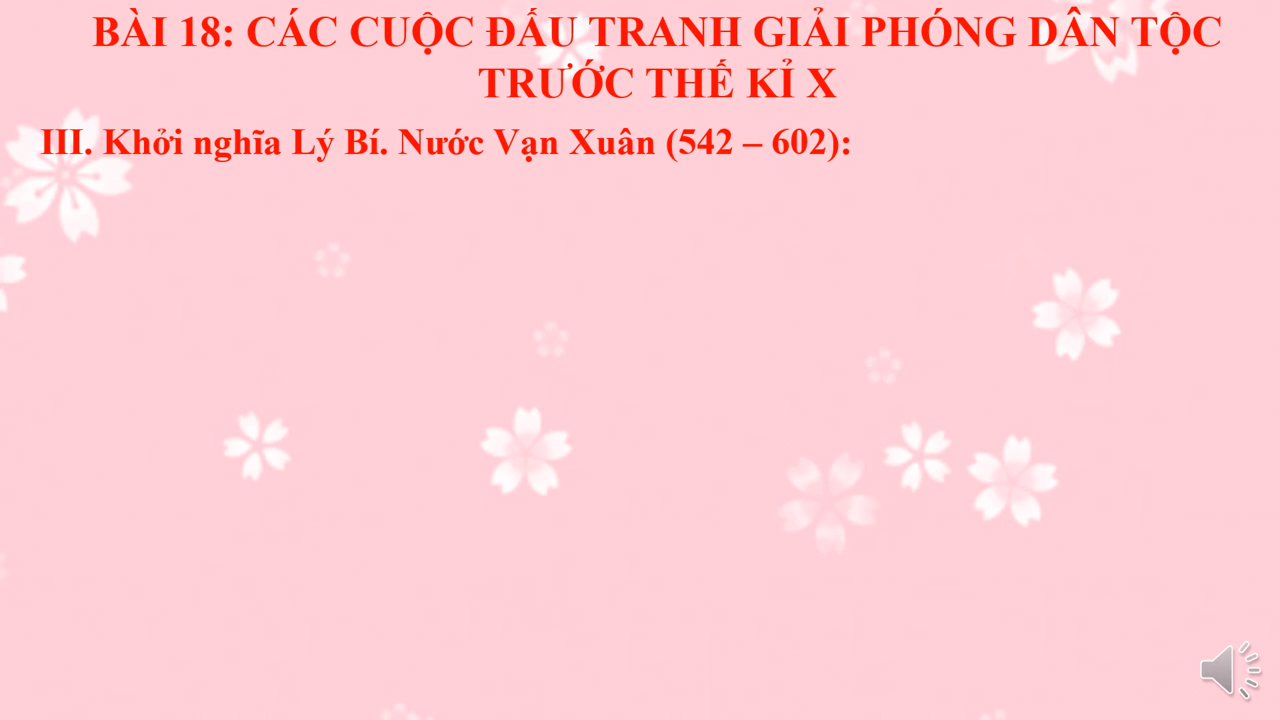 BÀI 18: CÁC CUỘC ĐẤU TRANH GIẢI PHÓNG DÂN TỘC
TRƯỚC THẾ KỈ X
III. Khởi nghĩa Lý Bí. Nước Vạn Xuân (542 – 602):